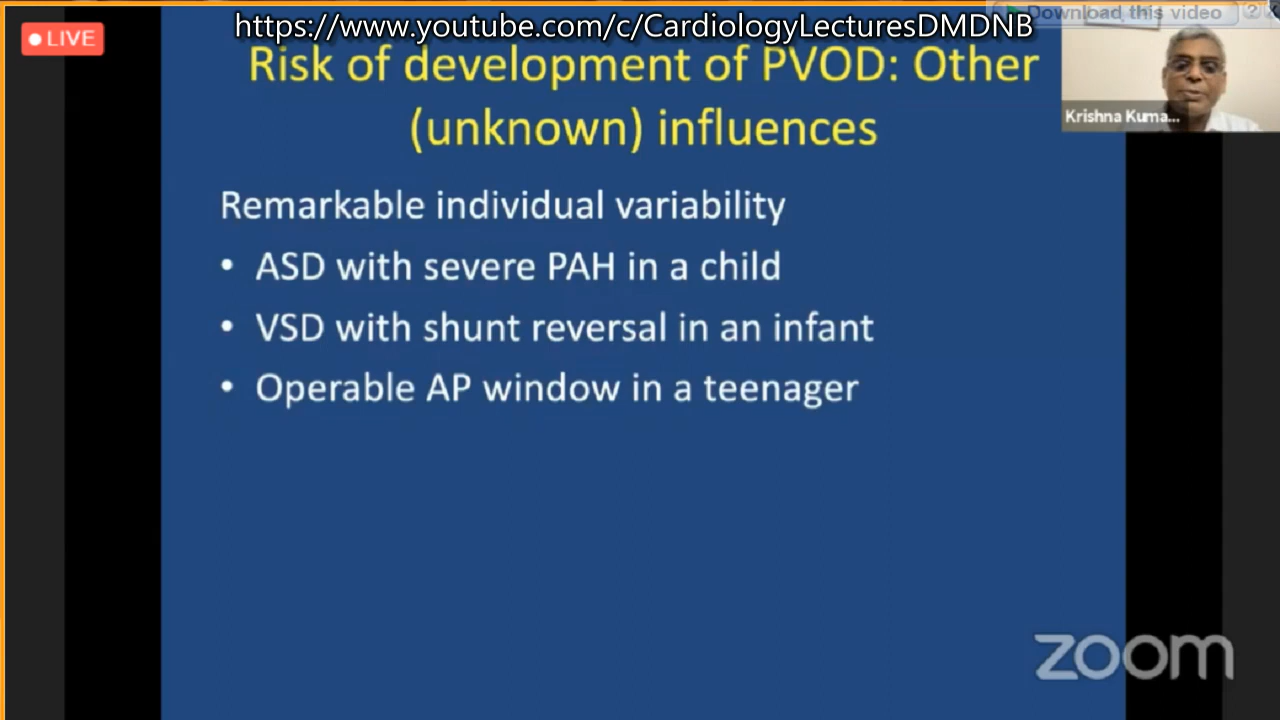 https://www.youtube.com/c/CardiologyLecturesDMDNB
Download this video
LIVE
Risk of development of PVOD: Other
(unknown) influences
Krishna Kuma...
Remarkable individual variability
• ASD with severe PAH in a child
• VSD with shunt reversal in an infant
• Operable AP window in a teenager
zoom